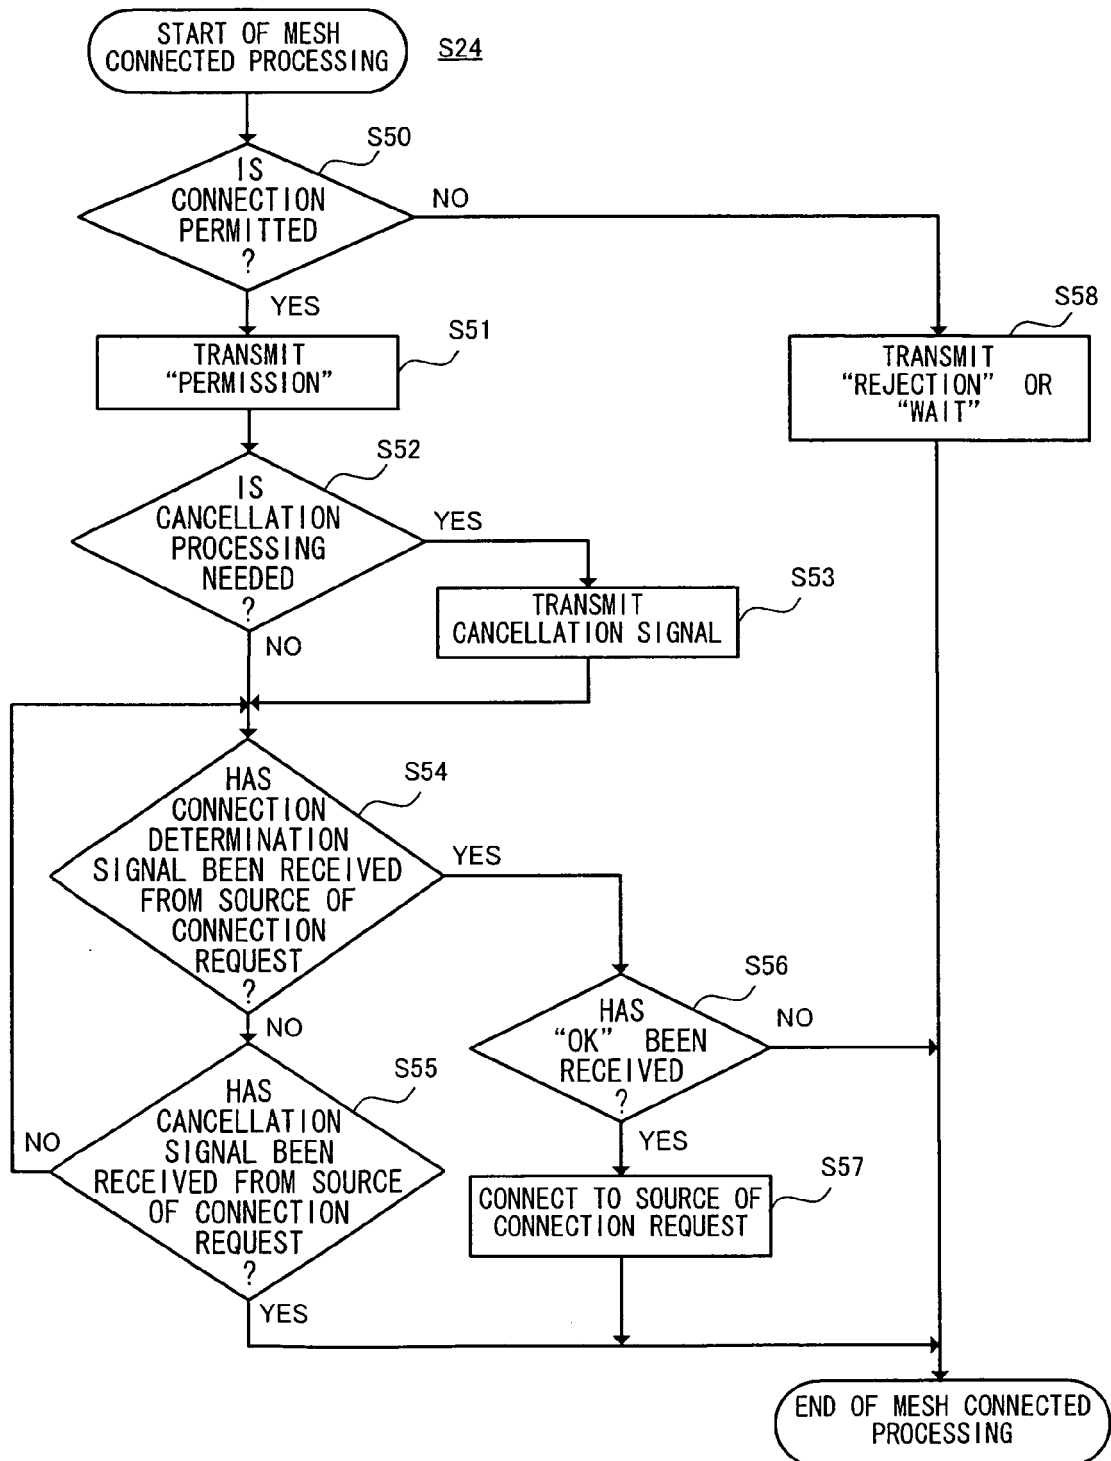 START OF MESH
CONNECTED PROCESSING
S24
S50
IS
CONNECTION
PERMITTED
?
NO
YES
S51
TRANSMIT
“PERMISSION”
S58
TRANSMIT
“REJECTION” OR
“WAIT”
S52
IS
CANCELLATION
PROCESSING
NEEDED
?
YES
NO
S53
TRANSMIT
CANCELLATION SIGNAL
S54
HAS
CONNECTION
DETERMINATION
SIGNAL BEEN RECEIVED
FROM SOURCE OF
CONNECTION
REQUEST
?
YES
NO
S56
HAS
“OK” BEEN
RECEIVED
?
NO
YES
S55
HAS
CANCELLATION
SIGNAL BEEN
RECEIVED FROM SOURCE
OF CONNECTION
REQUEST
?
NO
YES
S57
CONNECT TO SOURCE OF
CONNECTION REQUEST
END OF MESH CONNECTED
PROCESSING